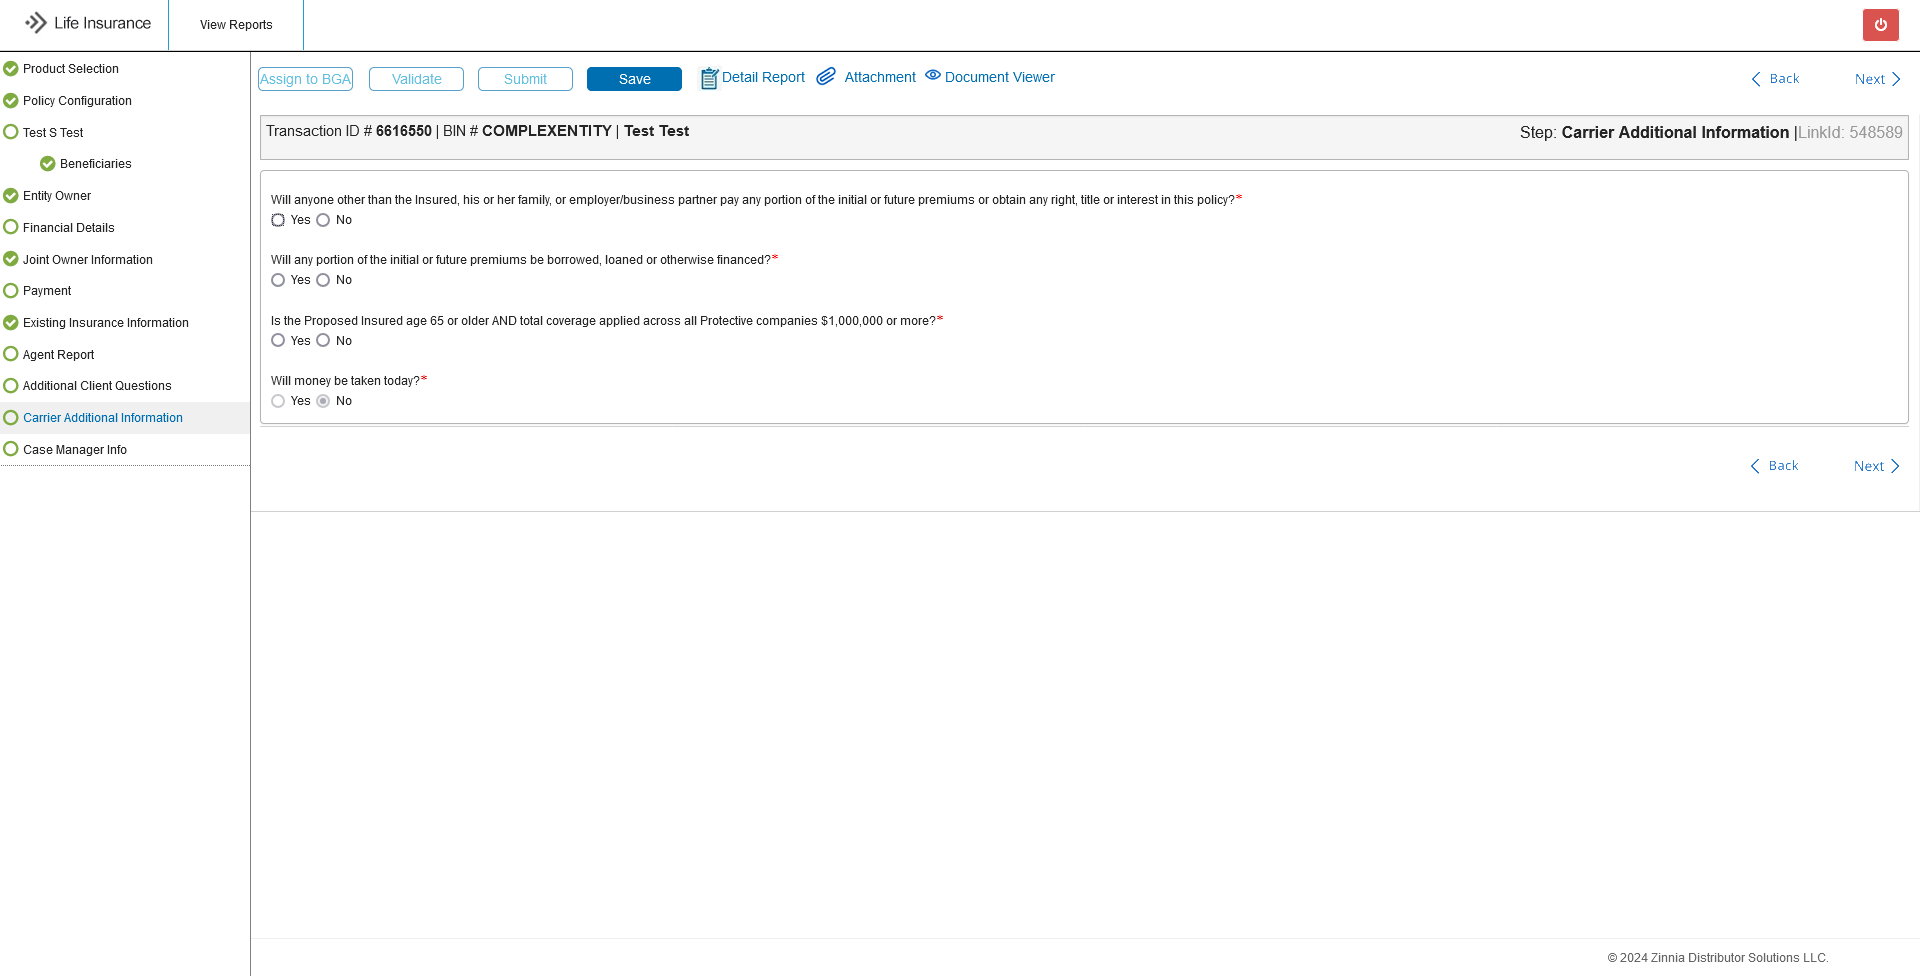 Life Insurance
View Reports
Product Selection
Policy Configuration
Test S Test
Beneficiaries
Entity Owner
Financial Details
Joint Owner Information
Payment
Existing Insurance Information
Agent Report
Additional Client Questions
Carrier Additional Information
Case Manager Info
Assign to BGA Validate Submit Save Detail Report Attachment Document Viewer Back Next
Transaction ID # 6616550 | BIN # COMPLEXENTITY | Test Test
Step: Carrier Additional Information |LinkId: 548589
Will anyone other than the Insured, his or her family, or employer/business partner pay any portion of the initial or future premiums or obtain any right, title or interest in this policy?*
Yes No
Will any portion of the initial or future premiums be borrowed, loaned or otherwise financed?*
Yes No
Is the Proposed Insured age 65 or older AND total coverage applied across all Protective companies $1,000,000 or more?*
Yes No
Will money be taken today?*
Yes No
Back Next
© 2024 Zinnia Distributor Solutions LLC.